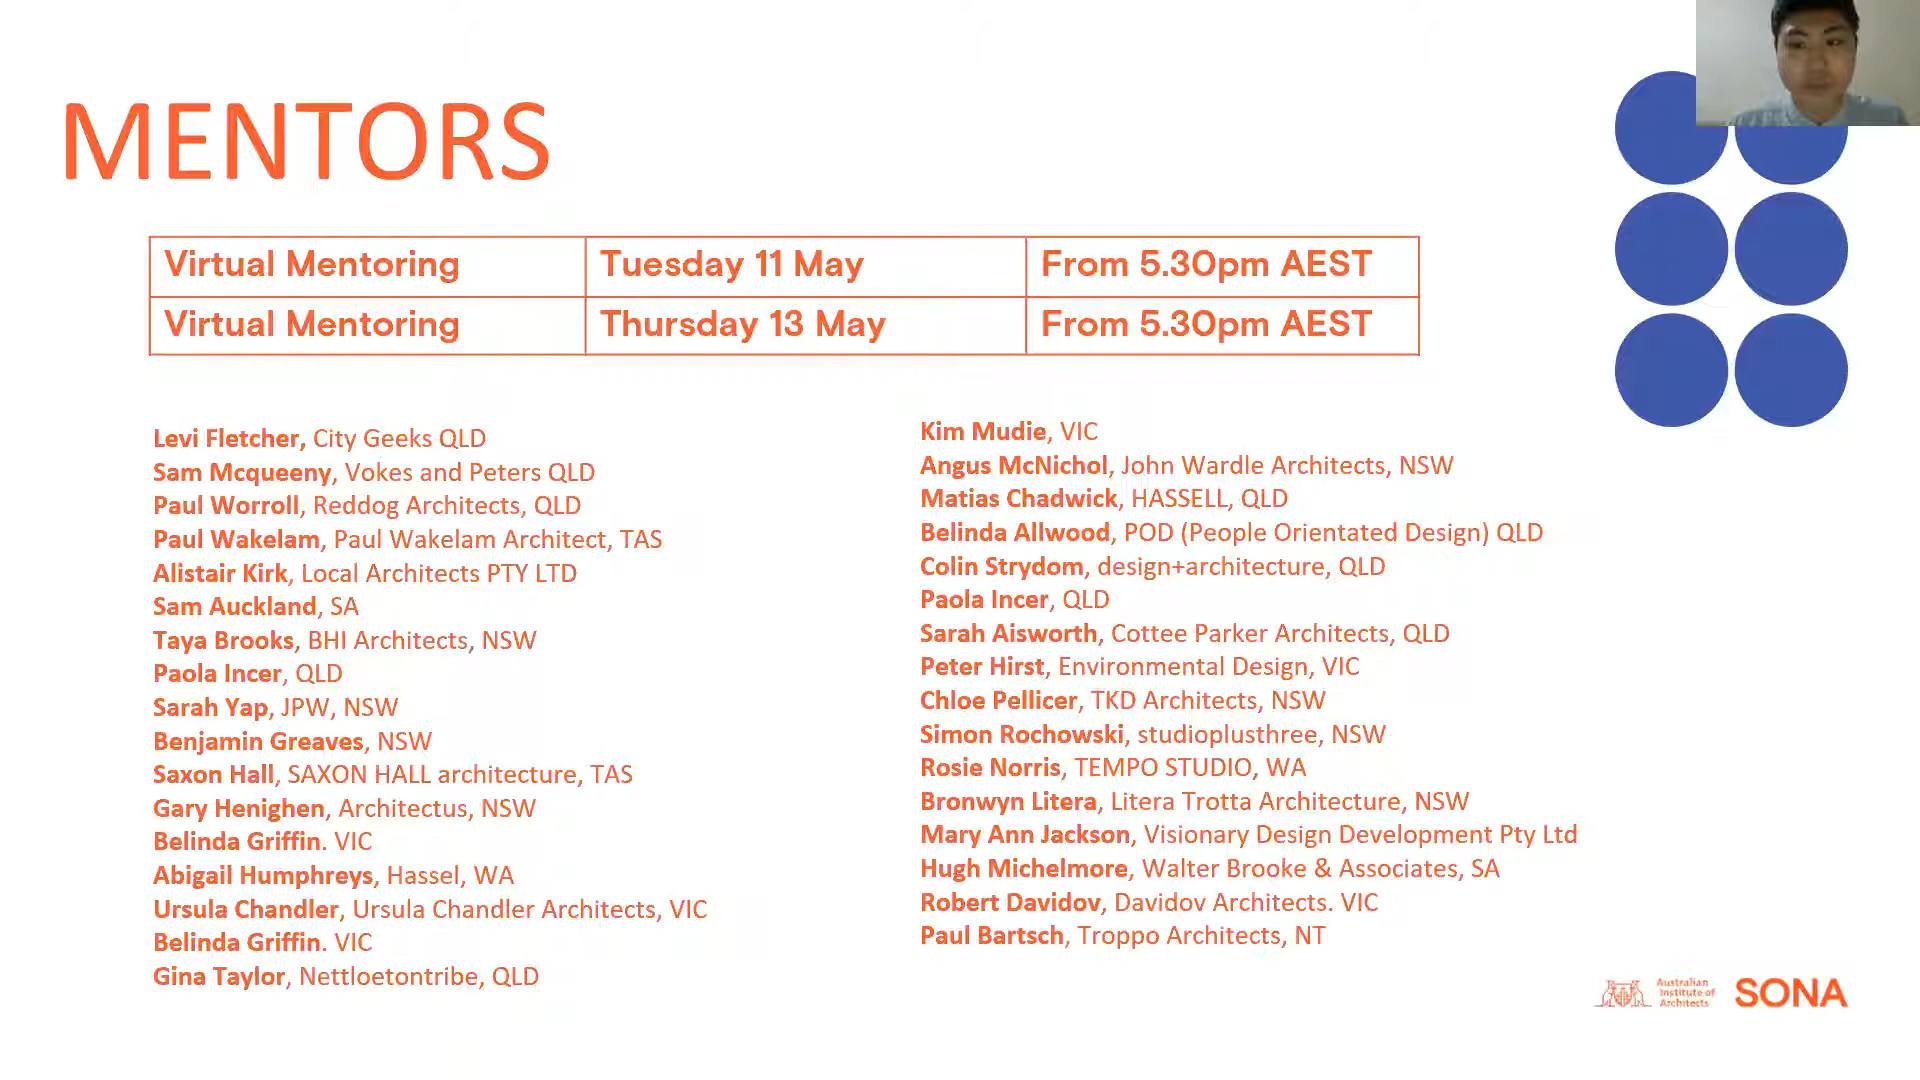 MENTORS
Virtual Mentoring Tuesday 11 May From 5.30pm AEST
Virtual Mentoring Thursday 13 May From 5.30pm AEST
Levi Fletcher, City Geeks QLD
Sam Mcqueeny, Vokes and Peters QLD
Paul Worroll, Reddog Architects, QLD
Paul Wakelam, Paul Wakelam Architect, TAS
Alistair Kirk, Local Architects PTY LTD
Sam Auckland, SA
Taya Brooks, BHI Architects, NSW
Paola Incer, QLD
Sarah Yap, JPW, NSW
Benjamin Greaves, NSW
Saxon Hall, SAXON HALL architecture, TAS
Gary Henighen, Architectus, NSW
Belinda Griffin. VIC
Abigail Humphreys, Hassel, WA
Ursula Chandler, Ursula Chandler Architects, VIC
Belinda Griffin. VIC
Gina Taylor, Nettloetontribe, QLD
Kim Mudie, VIC
Angus McNichol, John Wardle Architects, NSW
Matias Chadwick, HASSELL, QLD
Belinda Allwood, POD (People Orientated Design) QLD
Colin Strydom, design+architecture, QLD
Paola Incer, QLD
Sarah Aisworth, Cottee Parker Architects, QLD
Peter Hirst, Environmental Design, VIC
Chloe Pellicer, TKD Architects, NSW
Simon Rochowski, studioplusthree, NSW
Rosie Norris, TEMPO STUDIO, WA
Bronwyn Litera, Litera Trotta Architecture, NSW
Mary Ann Jackson, Visionary Design Development Pty Ltd
Hugh Michelmore, Walter Brooke & Associates, SA
Robert Davidov, Davidov Architects. VIC
Paul Bartsch, Troppo Architects, NT
Australian
Institute of
Architects
SONA